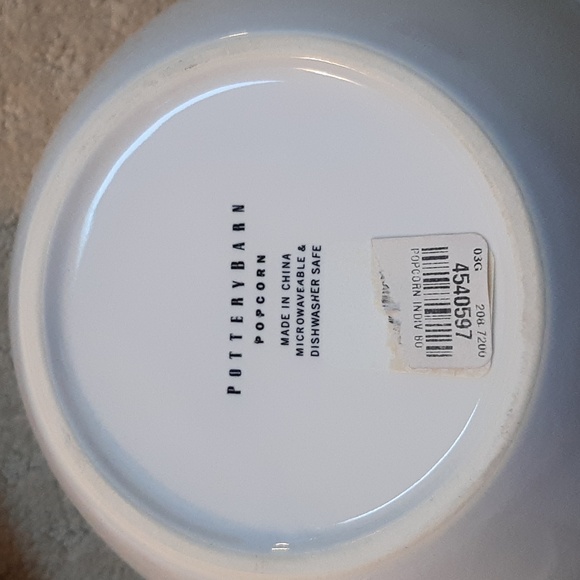 POTTERYBARN
POPCORN
MADE IN CHINA
MICROWAVEABLE &
DISHWASHER SAFE
03G 208 7200
4540597
POPCORN INDIV BO